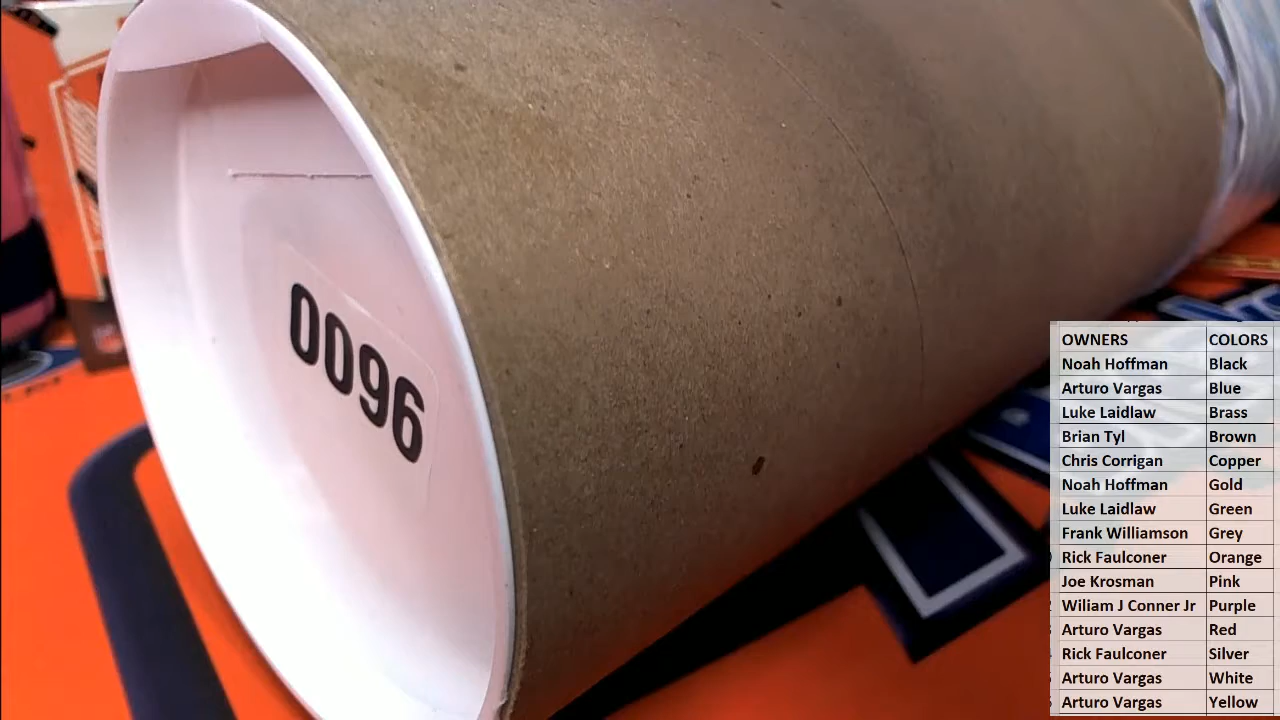 0096
OWNERS COLORS
Noah Hoffman Black
Arturo Vargas Blue
Luke Laidlaw Brass
Brian Tyl Brown
Chris Corrigan Copper
Noah Hoffman Gold
Luke Laidlaw Green
Frank Williamson Grey
Rick Faulconer Orange
Joe Krosman Pink
Wiliam J Conner Jr Purple
Arturo Vargas Red
Rick Faulconer Silver
Arturo Vargas White
Arturo Vargas Yellow